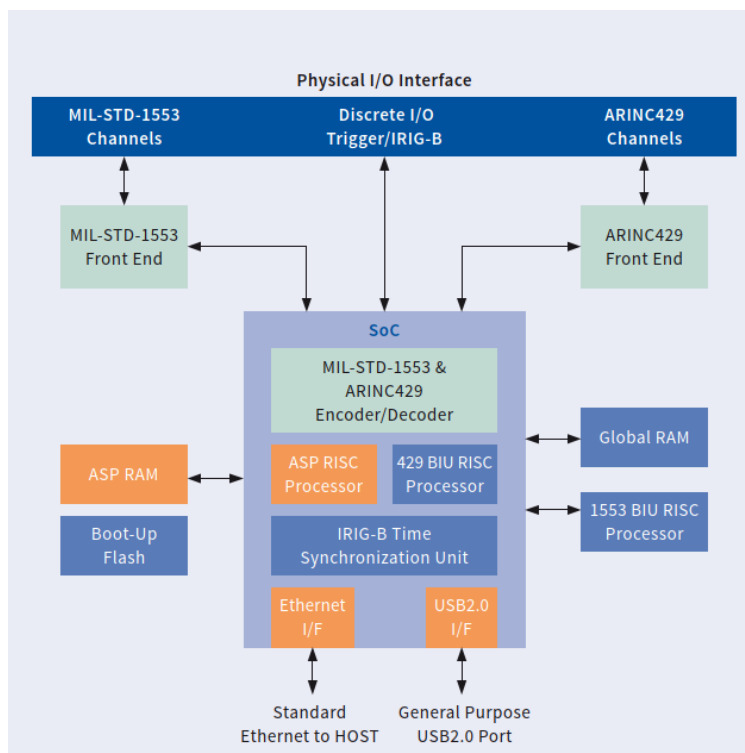 Physical I/O Interface
MIL-STD-1553
Channels
Discrete I/O
Trigger/IRIG-B
ARINC429
Channels
MIL-STD-1553
Front End
ARINC429
Front End
SoC
MIL-STD-1553 &
ARINC429
Encoder/Decoder
ASP RISC
Processor
429 BIU RISC
Processor
IRIG-B Time
Synchronization Unit
Ethernet
I/F
USB2.0
I/F
ASP RAM
Boot-Up
Flash
Global RAM
1553 BIU RISC
Processor
Standard
Ethernet to HOST
General Purpose
USB2.0 Port